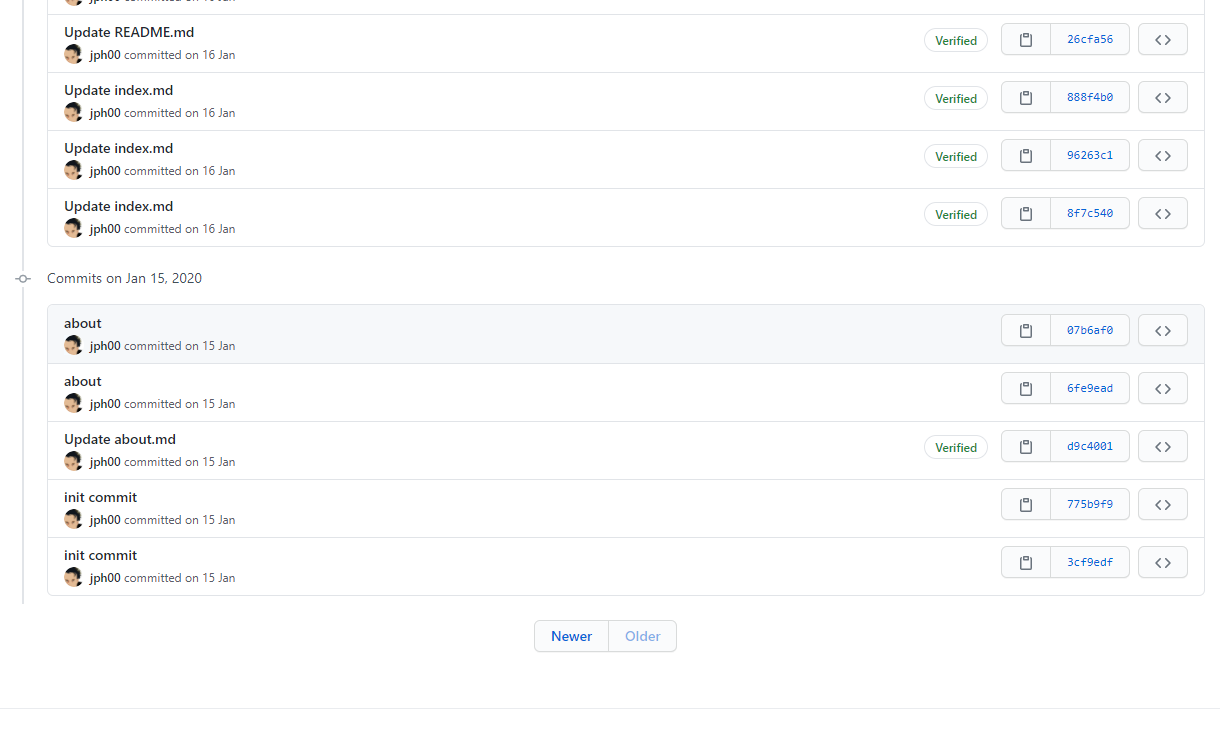 Update README.md
Verified
26cfa56
jph00 committed on 16 Jan
Update index.md
Verified
888f4b0
jph00 committed on 16 Jan
Update index.md
Verified
96263c1
jph00 committed on 16 Jan
Update index.md
Verified
8f7c540
jph00 committed on 16 Jan
Commits on Jan 15, 2020
about
07b6af0
jph00 committed on 15 Jan
about
6fe9ead
jph00 committed on 15 Jan
Update about.md
Verified
d9c4001
jph00 committed on 15 Jan
init commit
775b9f9
jph00 committed on 15 Jan
init commit
3cf9edf
jph00 committed on 15 Jan
Newer
Older